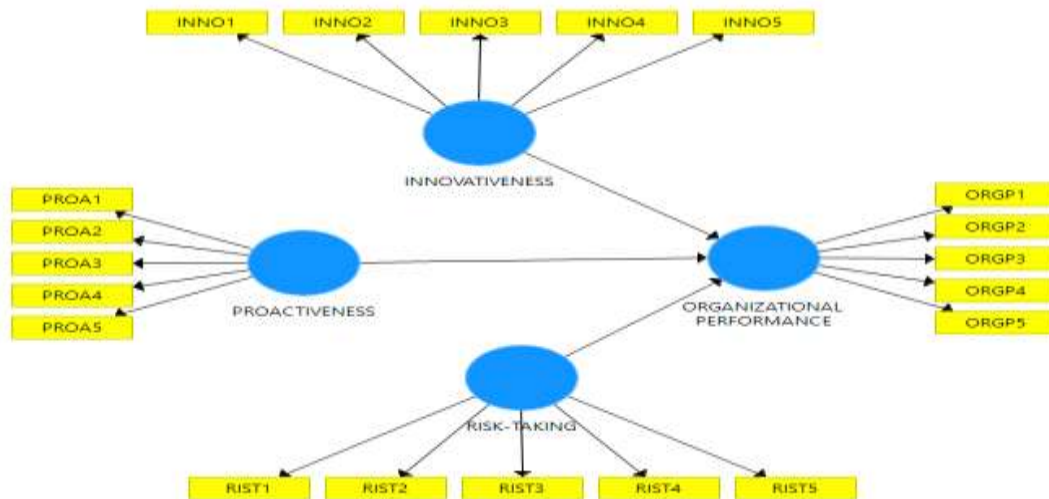 INNO1
INNO2
INNO3
INNO4
INNO5
INNOVATIVENESS
PROA1
PROA2
PROA3
PROA4
PROA5
PROACTIVENESS
ORGANIZATIONAL
PERFORMANCE
ORGP1
ORGP2
ORGP3
ORGP4
ORGP5
RISK-TAKING
RIST1
RIST2
RIST3
RIST4
RIST5